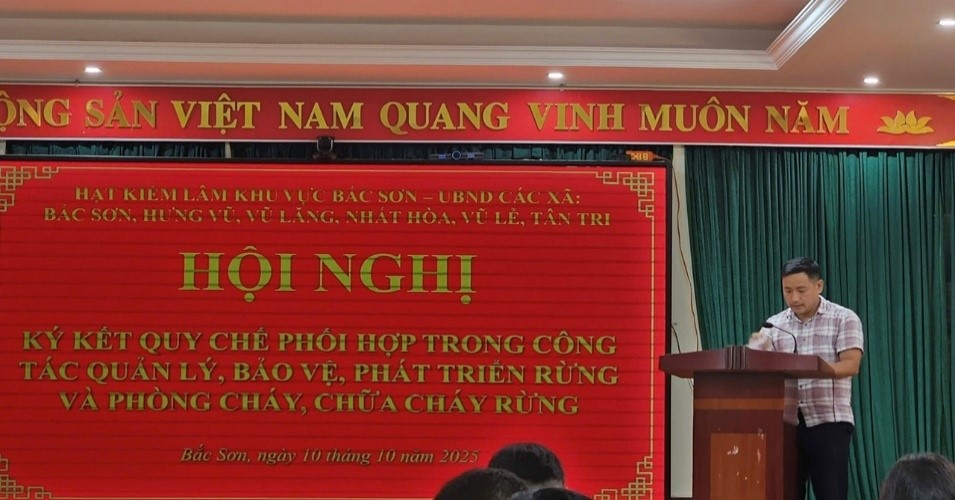 ỘNG SẢN VIỆT NAM QUANG VINH MUÔN NĂM
HẠT KIỂM LÂM KHU VỰC BẮC SƠN – UBND CÁC XÃ:
BẮC SƠN, HƯNG VŨ, VŨ LĂNG, NHẤT HÒA, VŨ LỄ, TÂN TRI
HỘI NGHỊ
KÝ KẾT QUY CHẾ PHỐI HỢP TRONG CÔNG
TÁC QUẢN LÝ, BẢO VỆ, PHÁT TRIỂN RỪNG
VÀ PHÒNG CHÁY, CHỮA CHÁY RỪNG
Bắc Sơn, ngày 10 tháng 10 năm 2025